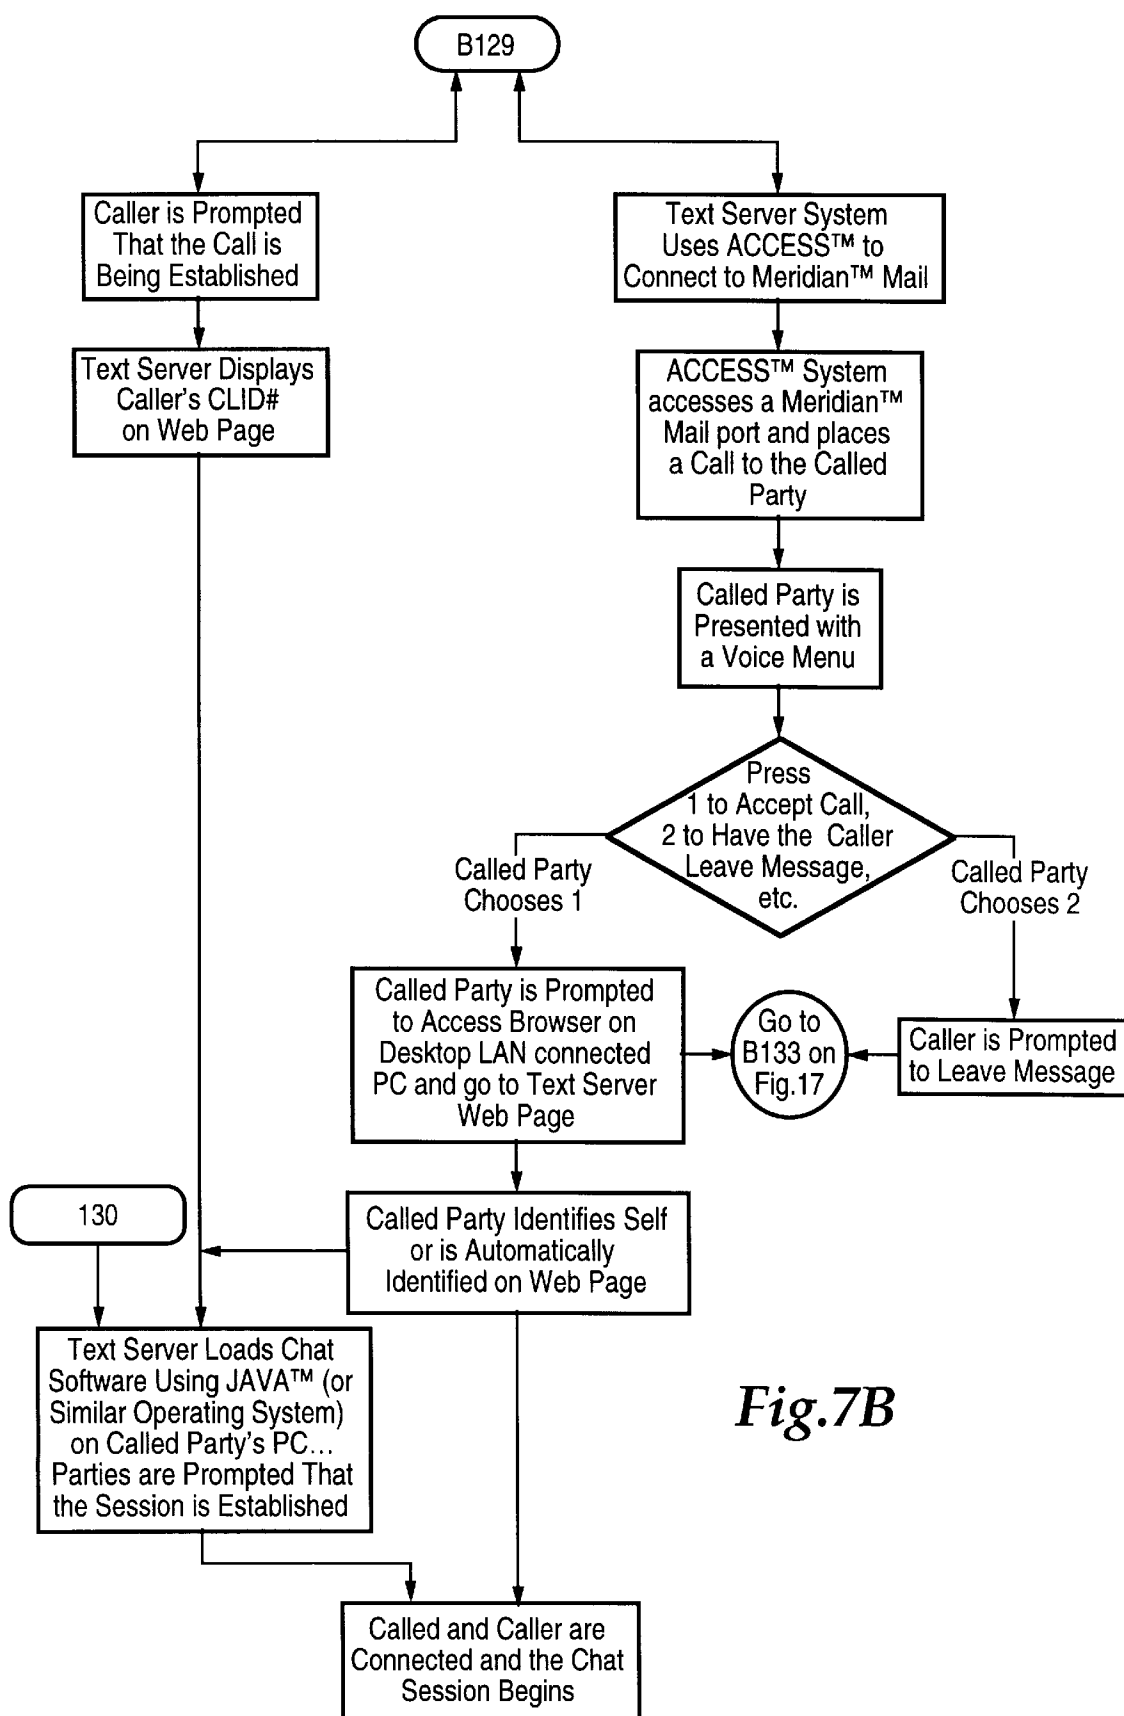 B129
Caller is Prompted
That the Call is
Being Established
Text Server System
Uses ACCESS™ to
Connect to Meridian™ Mail
Text Server Displays
Caller's CLID#
on Web Page
ACCESS™ System
accesses a Meridian™
Mail port and places
a Call to the Called
Party
Called Party is
Presented with
a Voice Menu
Press
1 to Accept Call,
2 to Have the Caller
Leave Message,
etc.
Called Party
Chooses 1
Called Party
Chooses 2
Called Party is Prompted
to Access Browser on
Desktop LAN connected
PC and go to Text Server
Web Page
Go to
B133 on
Fig.17
Caller is Prompted
to Leave Message
130
Called Party Identifies Self
or is Automatically
Identified on Web Page
Text Server Loads Chat
Software Using JAVA™ (or
Similar Operating System)
on Called Party's PC...
Parties are Prompted That
the Session is Established
Fig.7B
Called and Caller are
Connected and the Chat
Session Begins